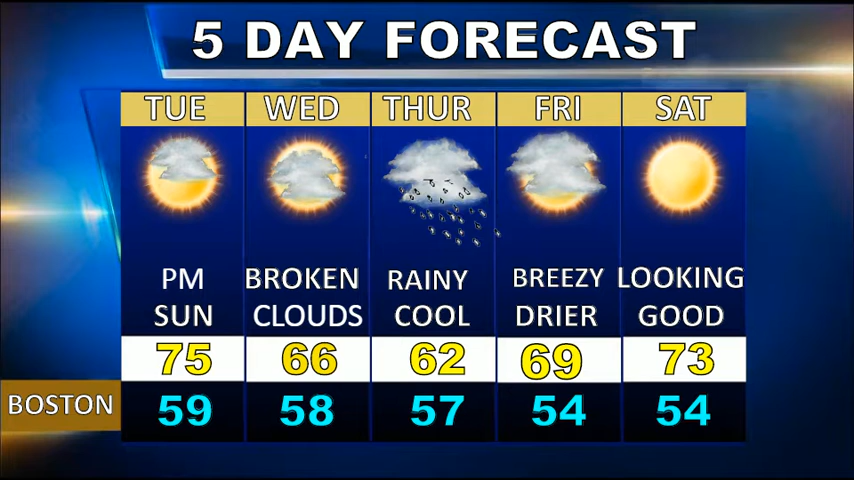 5 DAY FORECAST
TUE WED THUR FRI SAT
PM BROKEN RAINY BREEZY LOOKING
SUN CLOUDS COOL DRIER GOOD
75 66 62 69 73
BOSTON 59 58 57 54 54